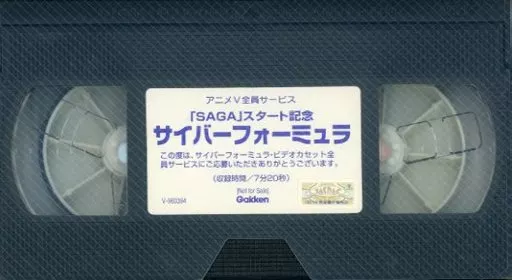 アニメV全員サービス
「SAGA」スタート記念
サイバーフォーミュラ
この度は、サイバーフォーミュラ・ビデオカセット全
員サービスにご応募いただきありがとうございます。
(収録時間/7分20秒)
[Not for Sale]
Gakken